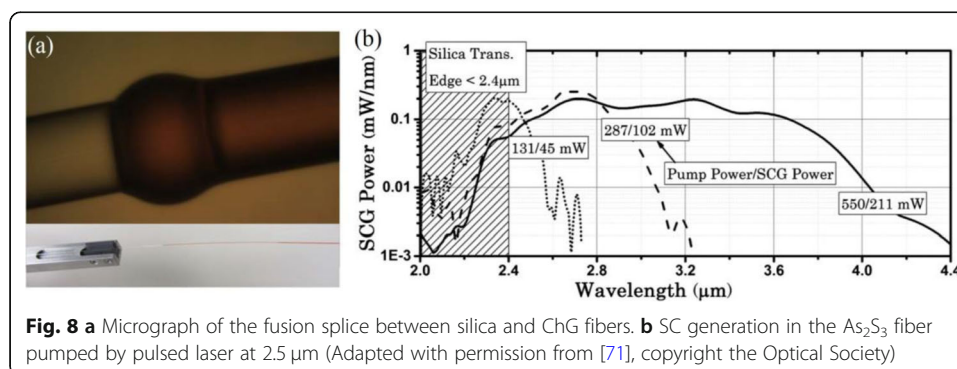 (a)
(b)
1
0.1
0.01
1E-3
SCG Power (mW/nm)
Silica Trans.
Edge < 2.4μm
131/45 mW
287/102 mW
Pump Power/SCG Power
550/211 mW
2.0 2.4 2.8 3.2 3.6 4.0 4.4
Wavelength (μm)
Fig. 8 a Micrograph of the fusion splice between silica and ChG fibers. b SC generation in the As₂S₃ fiber
pumped by pulsed laser at 2.5 μm (Adapted with permission from [71], copyright the Optical Society)